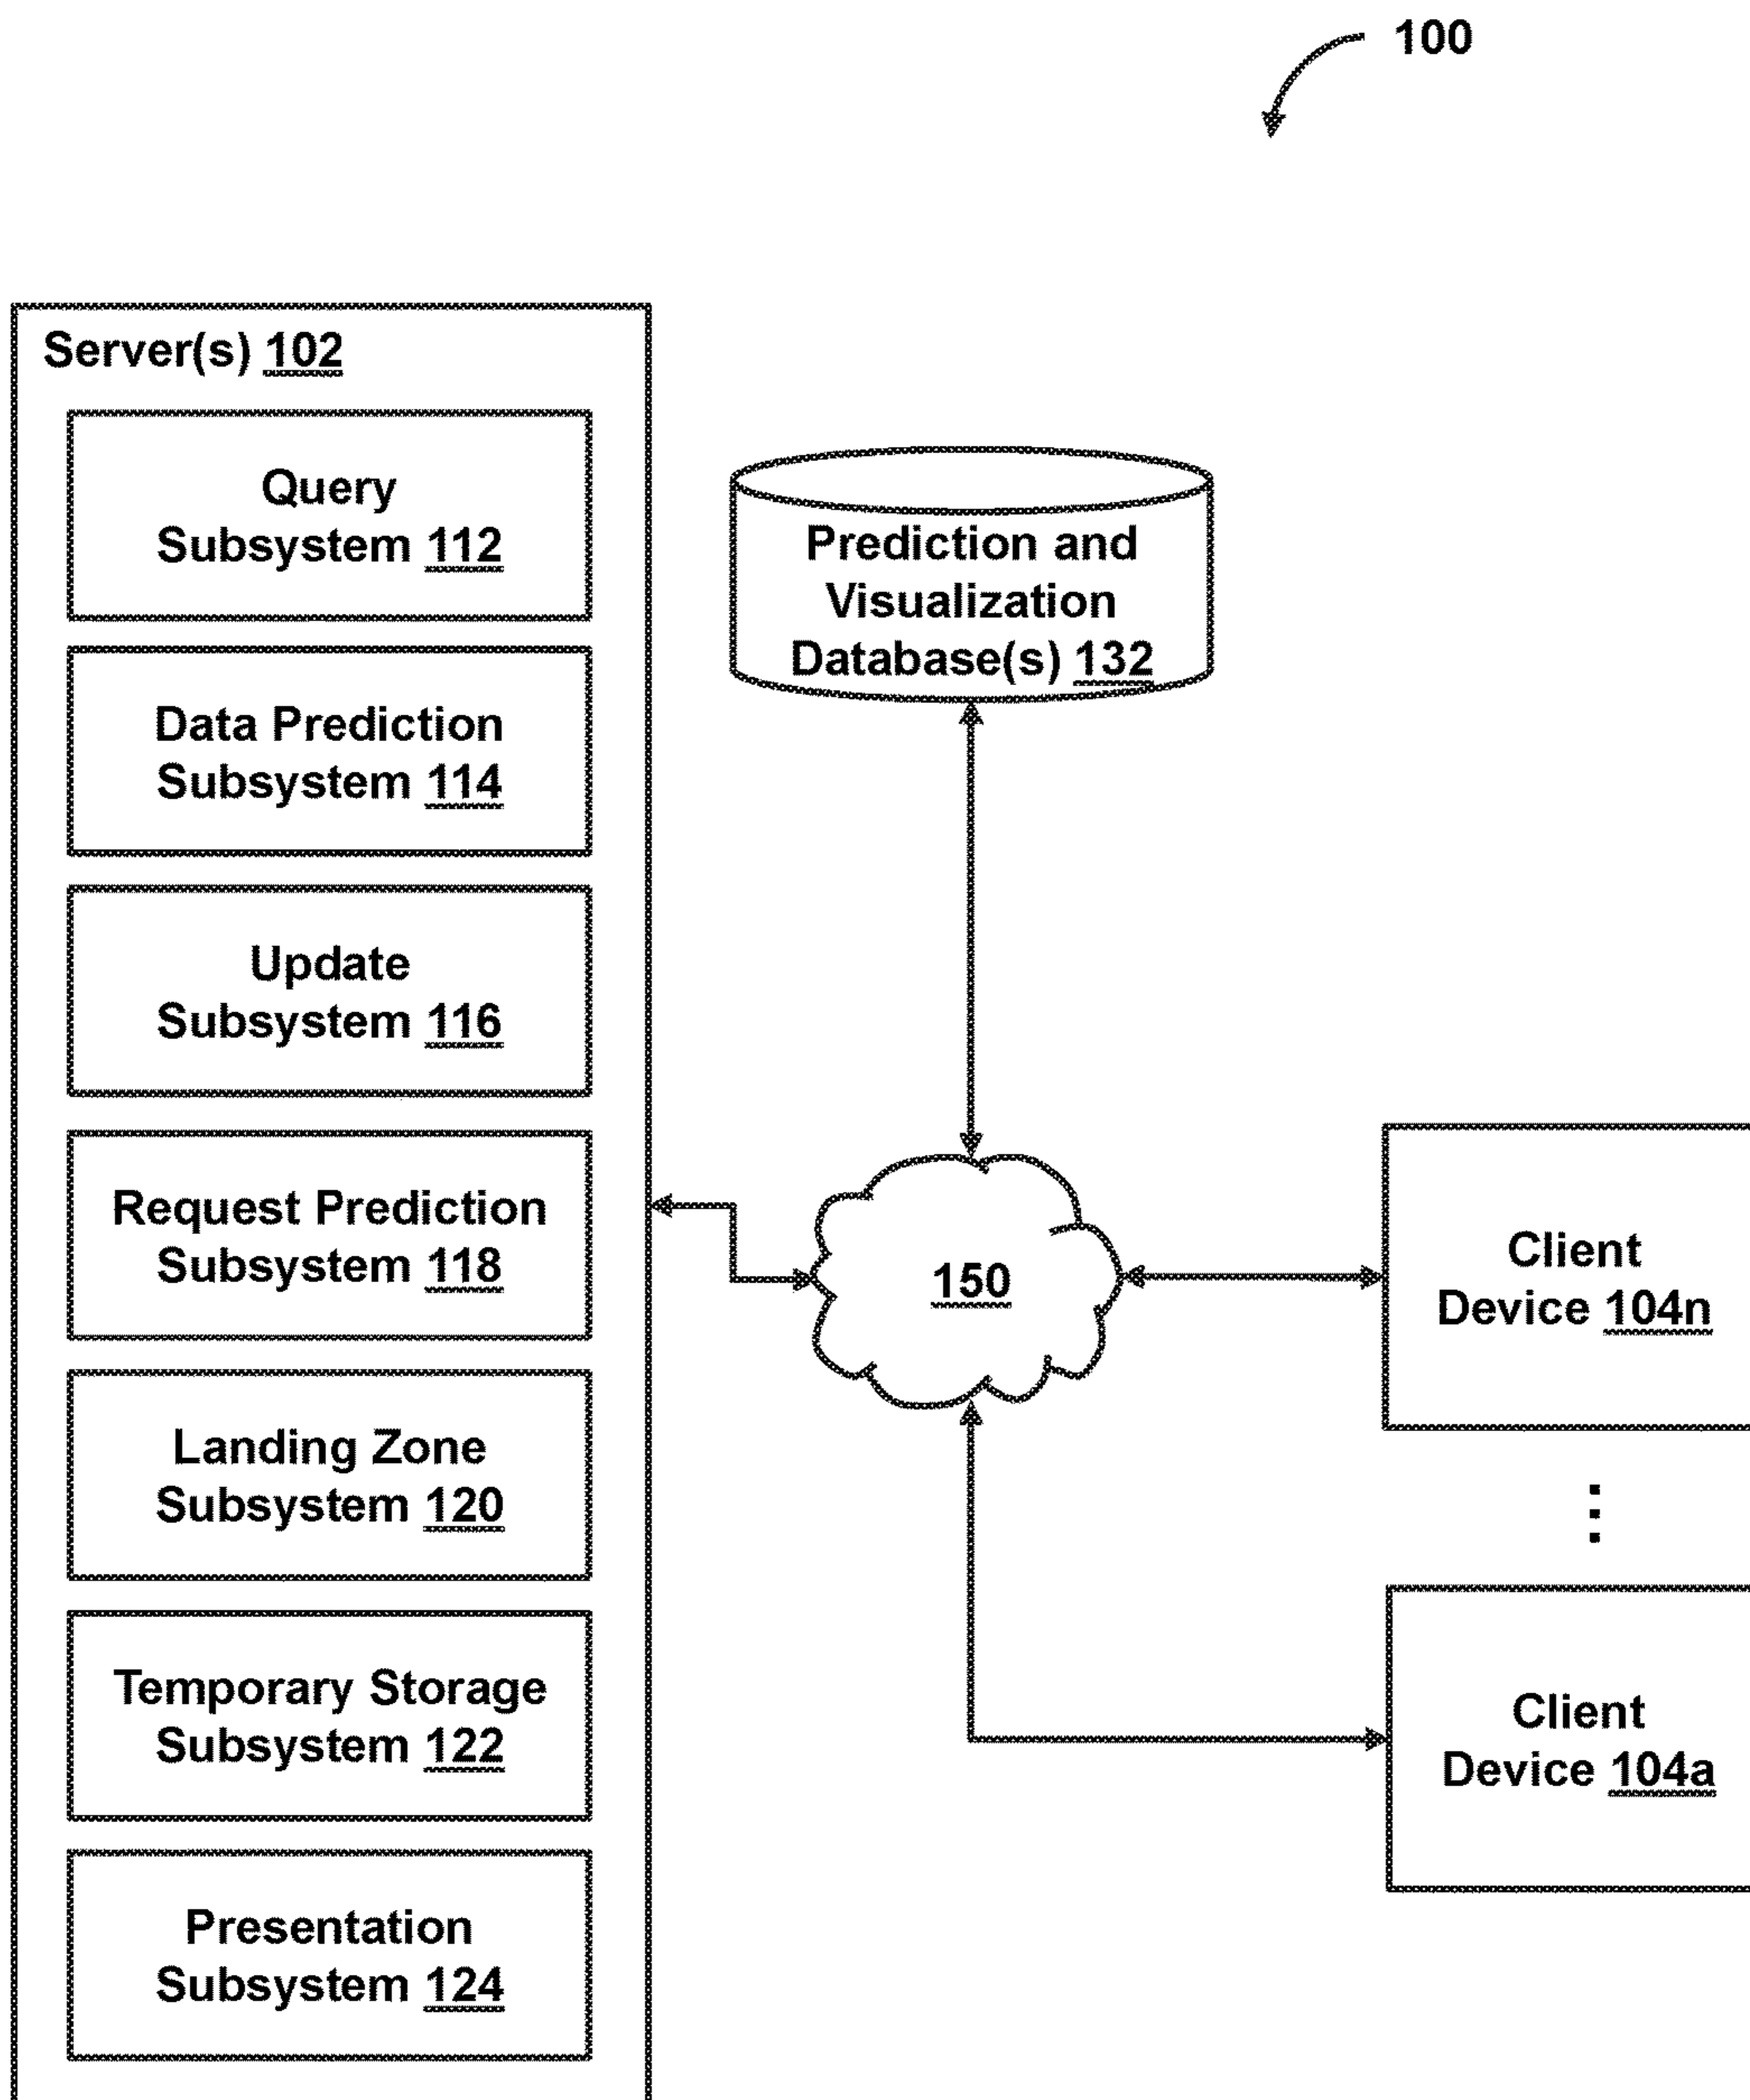 100
Server(s) 102
Query
Subsystem 112
Data Prediction
Subsystem 114
Update
Subsystem 116
Request Prediction
Subsystem 118
Landing Zone
Subsystem 120
Temporary Storage
Subsystem 122
Presentation
Subsystem 124
Prediction and
Visualization
Database(s) 132
150
Client
Device 104n
Client
Device 104a